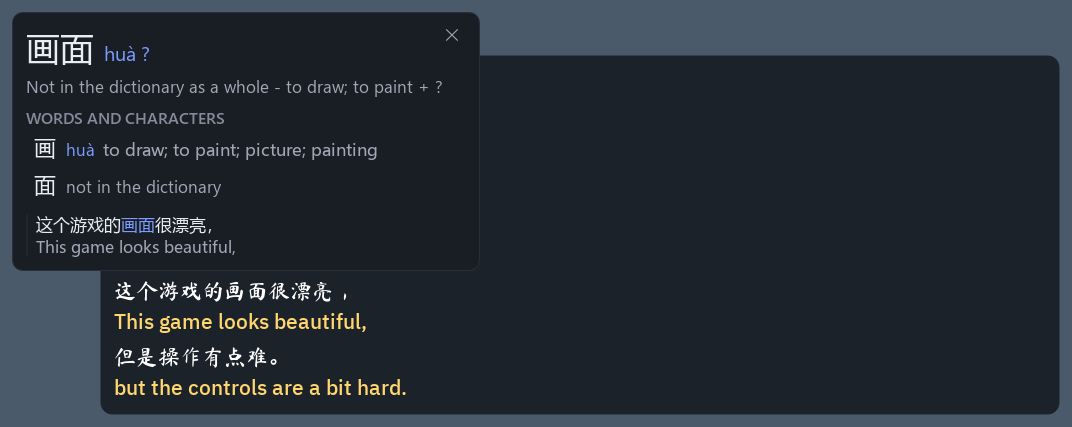 画面 huà ?
Not in the dictionary as a whole - to draw; to paint + ?
WORDS AND CHARACTERS
画 huà to draw; to paint; picture; painting
面 not in the dictionary
这个游戏的画面很漂亮，
This game looks beautiful,
这个游戏的画面很漂亮，
This game looks beautiful,
但是操作有点难。
but the controls are a bit hard.